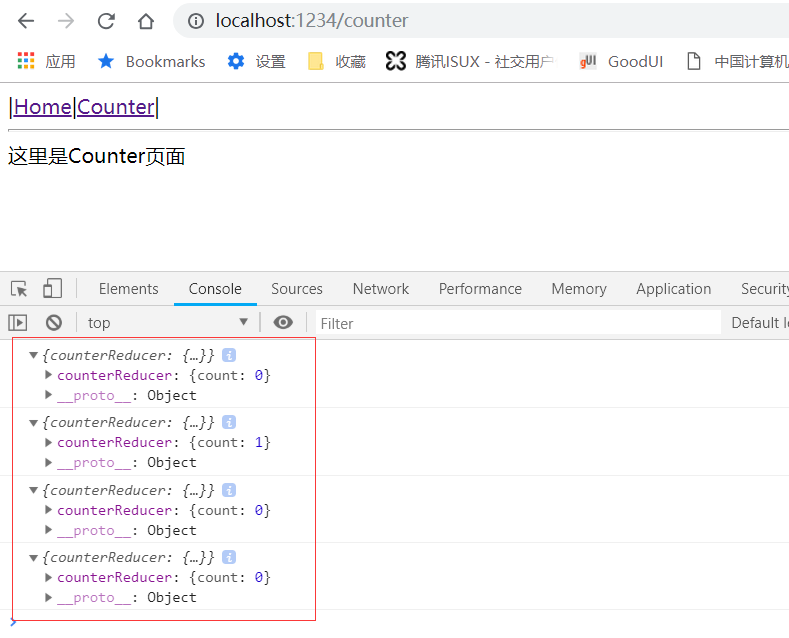 localhost:1234/counter
应用 Bookmarks 设置 收藏 腾讯ISUX - 社交用户 gUI GoodUI 中国计算机
|Home|Counter|
这里是Counter页面
Elements Console Sources Network Performance Memory Application Security
top Filter Default
{counterReducer: {…}} i
counterReducer: {count: 0}
__proto__: Object
{counterReducer: {…}} i
counterReducer: {count: 1}
__proto__: Object
{counterReducer: {…}} i
counterReducer: {count: 0}
__proto__: Object
{counterReducer: {…}} i
counterReducer: {count: 0}
__proto__: Object